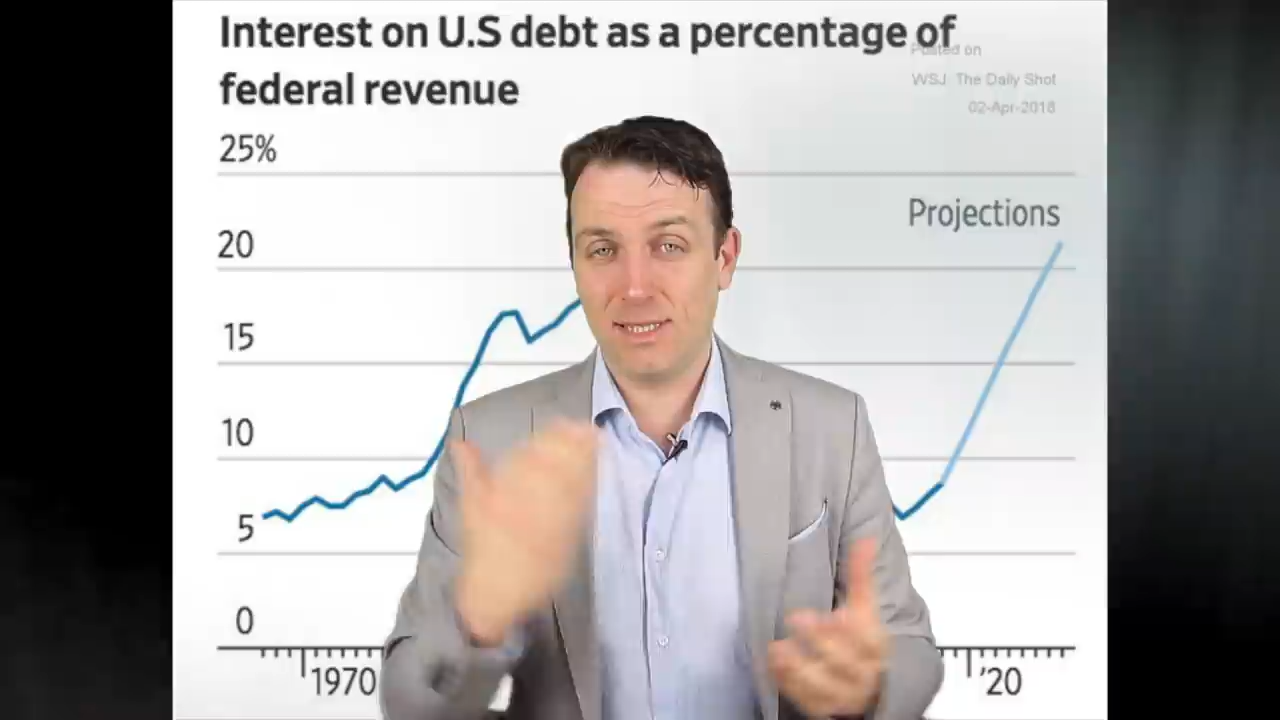 Interest on U.S debt as a percentage of
federal revenue
Posted on
WSJ The Daily Shot
02-Apr-2018
25%
Projections
20
15
10
5
0
1970
'20